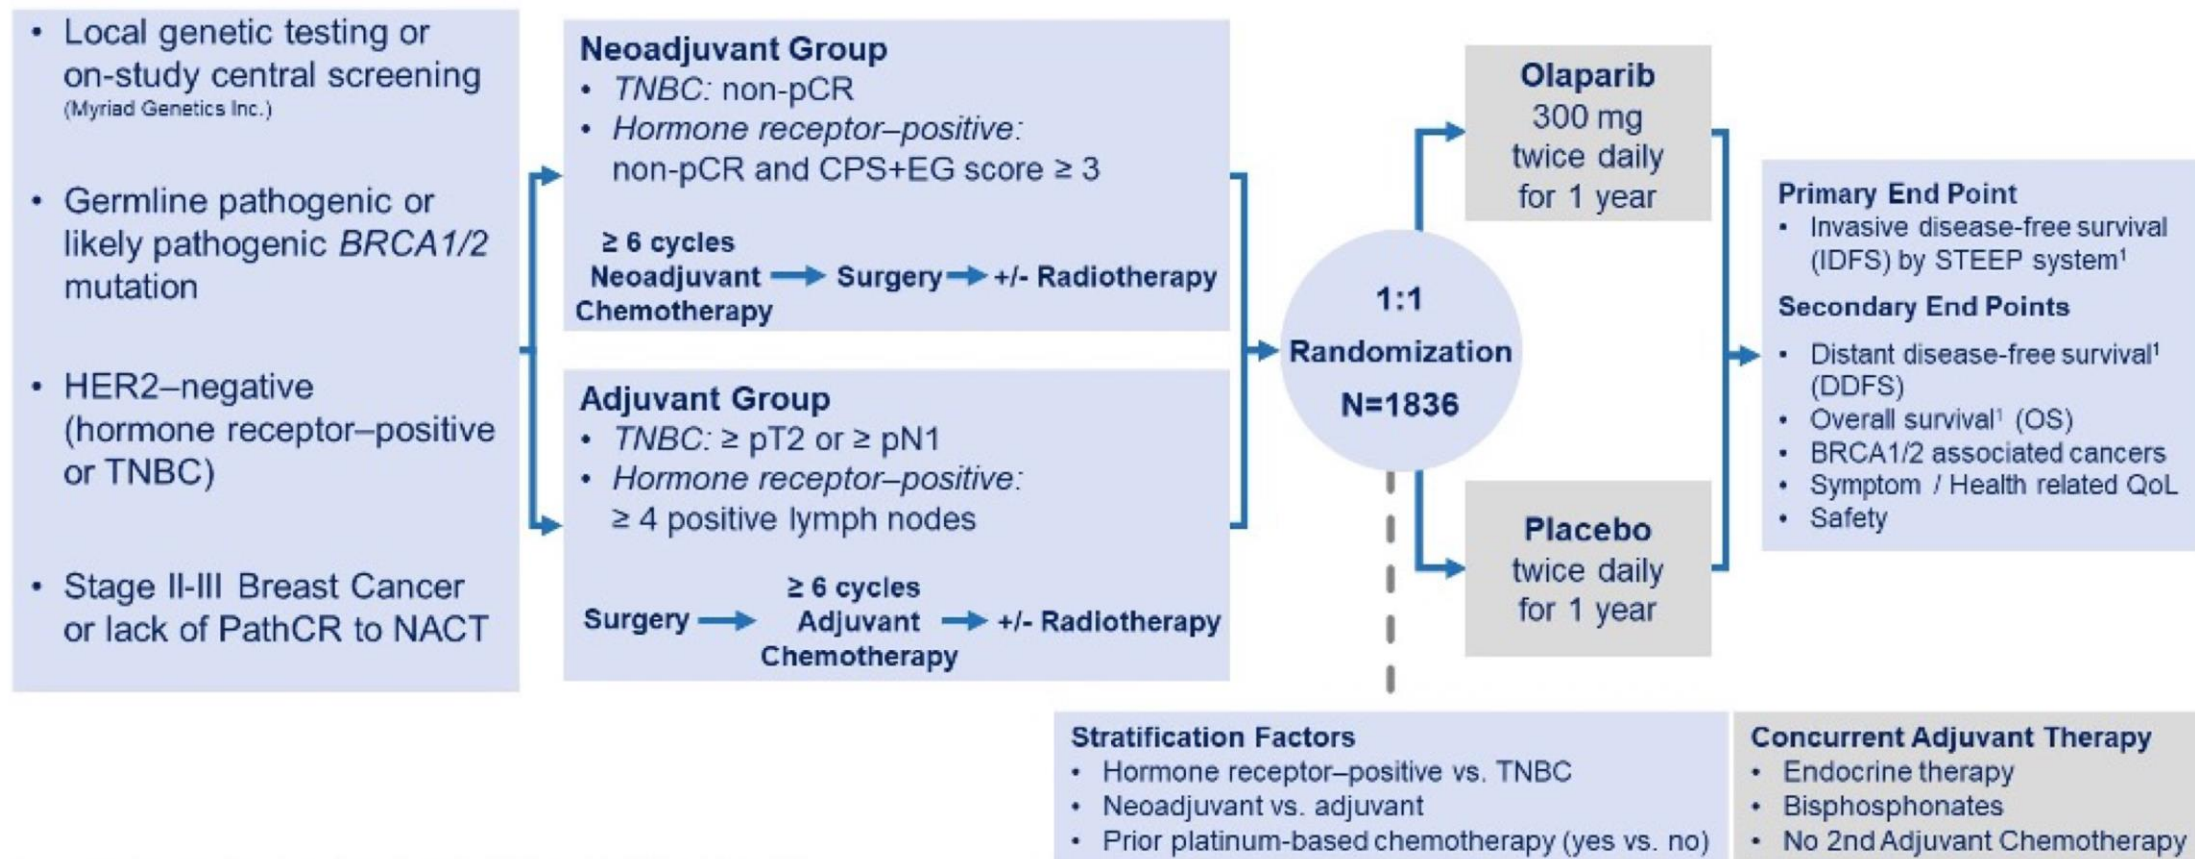 • Local genetic testing or
on-study central screening
(Myriad Genetics Inc.)
• Germline pathogenic or
likely pathogenic BRCA1/2
mutation
• HER2–negative
(hormone receptor–positive
or TNBC)
• Stage II-III Breast Cancer
or lack of PathCR to NACT
Neoadjuvant Group
• TNBC: non-pCR
• Hormone receptor–positive:
non-pCR and CPS+EG score ≥ 3
≥ 6 cycles
Neoadjuvant
Chemotherapy
Surgery
+/- Radiotherapy
Adjuvant Group
• TNBC: ≥ pT2 or ≥ pN1
• Hormone receptor–positive:
≥ 4 positive lymph nodes
Surgery
≥ 6 cycles
Adjuvant
Chemotherapy
+/- Radiotherapy
1:1
Randomization
N=1836
Olaparib
300 mg
twice daily
for 1 year
Placebo
twice daily
for 1 year
Primary End Point
• Invasive disease-free survival
(IDFS) by STEEP system¹
Secondary End Points
• Distant disease-free survival¹
(DDFS)
• Overall survival¹ (OS)
• BRCA1/2 associated cancers
• Symptom / Health related QoL
• Safety
Stratification Factors
• Hormone receptor–positive vs. TNBC
• Neoadjuvant vs. adjuvant
• Prior platinum-based chemotherapy (yes vs. no)
Concurrent Adjuvant Therapy
• Endocrine therapy
• Bisphosphonates
• No 2nd Adjuvant Chemotherapy